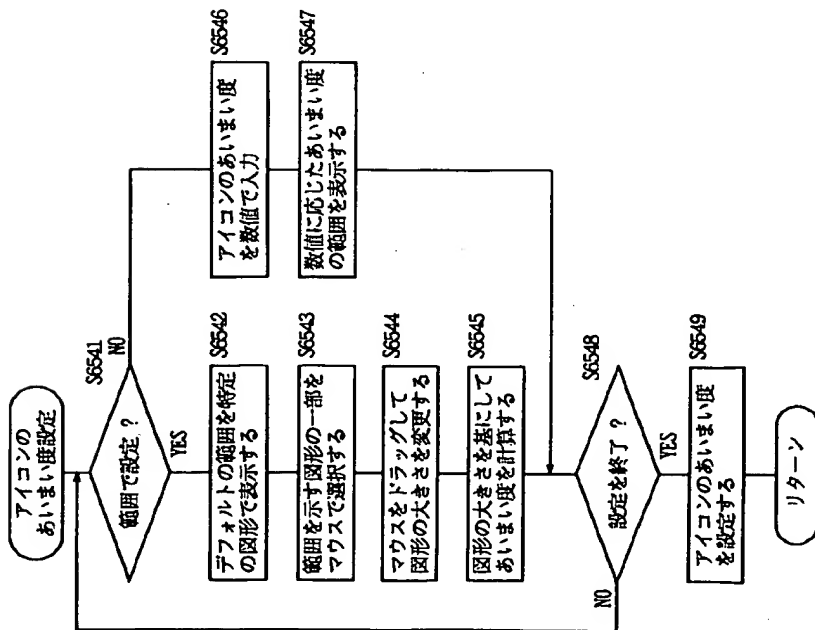 アイコンの
あいまい度設定
S6541
範囲で設定？
NO
YES
S6542
デフォルトの範囲を特定
の図形で表示する
S6543
範囲を示す図形の一部を
マウスで選択する
S6544
マウスをドラッグして
図形の大きさを変更する
S6545
図形の大きさを基にして
あいまい度を計算する
S6546
アイコンのあいまい度
を数値で入力
S6547
数値に応じたあいまい度
の範囲を表示する
S6548
設定を終了？
NO
YES
S6549
アイコンのあいまい度
を設定する
リターン